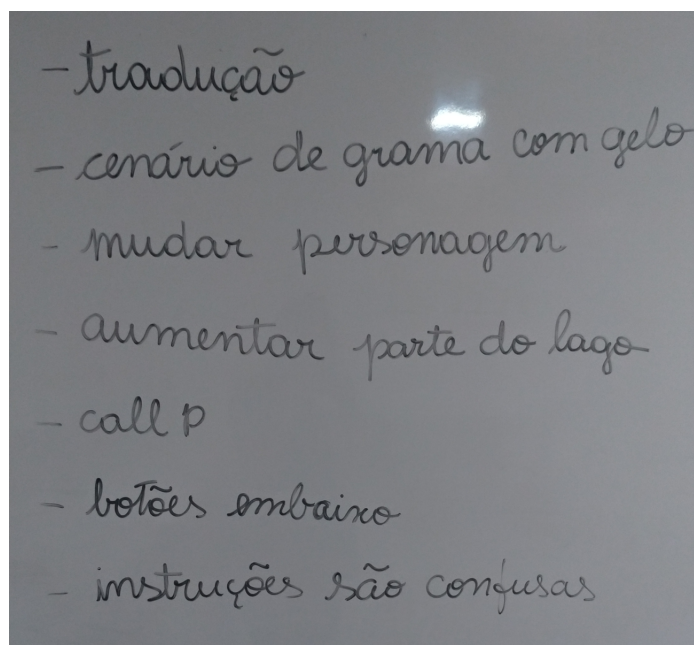 - tradução
- cenário de grama com gelo
- mudar personagem
- aumentar parte do lago
- call p
- botões embaixo
- instruções são confusas